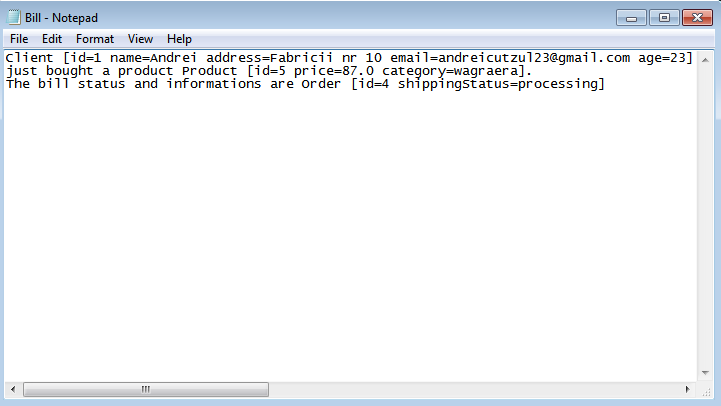 Bill - Notepad
File Edit Format View Help
Client [id=1 name=Andrei address=Fabricii nr 10 email=andreicutzul23@gmail.com age=23]
just bought a product Product [id=5 price=87.0 category=wagraera].
The bill status and informations are Order [id=4 shippingStatus=processing]